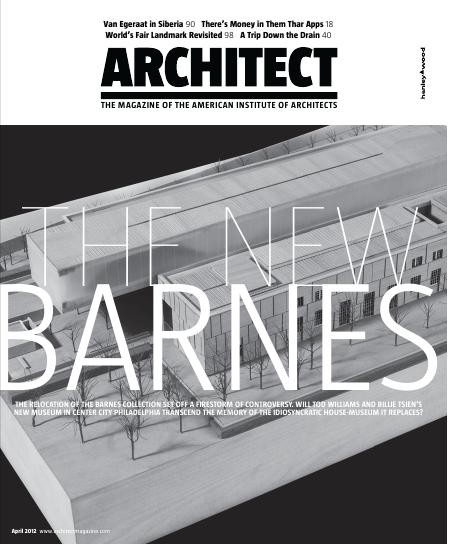 Van Egeraat in Siberia 90 There's Money in Them Thar Apps 18
World's Fair Landmark Revisited 98 A Trip Down the Drain 40
ARCHITECT
THE MAGAZINE OF THE AMERICAN INSTITUTE OF ARCHITECTS
hanley wood
THE NEW
BARNES
THE RELOCATION OF THE BARNES COLLECTION SET OFF A FIRESTORM OF CONTROVERSY. WILL TOD WILLIAMS AND BILLIE TSIEN'S
NEW MUSEUM IN CENTER CITY PHILADELPHIA TRANSCEND THE MEMORY OF THE IDIOSYNCRATIC HOUSE-MUSEUM IT REPLACES?
April 2012 www.architectmagazine.com